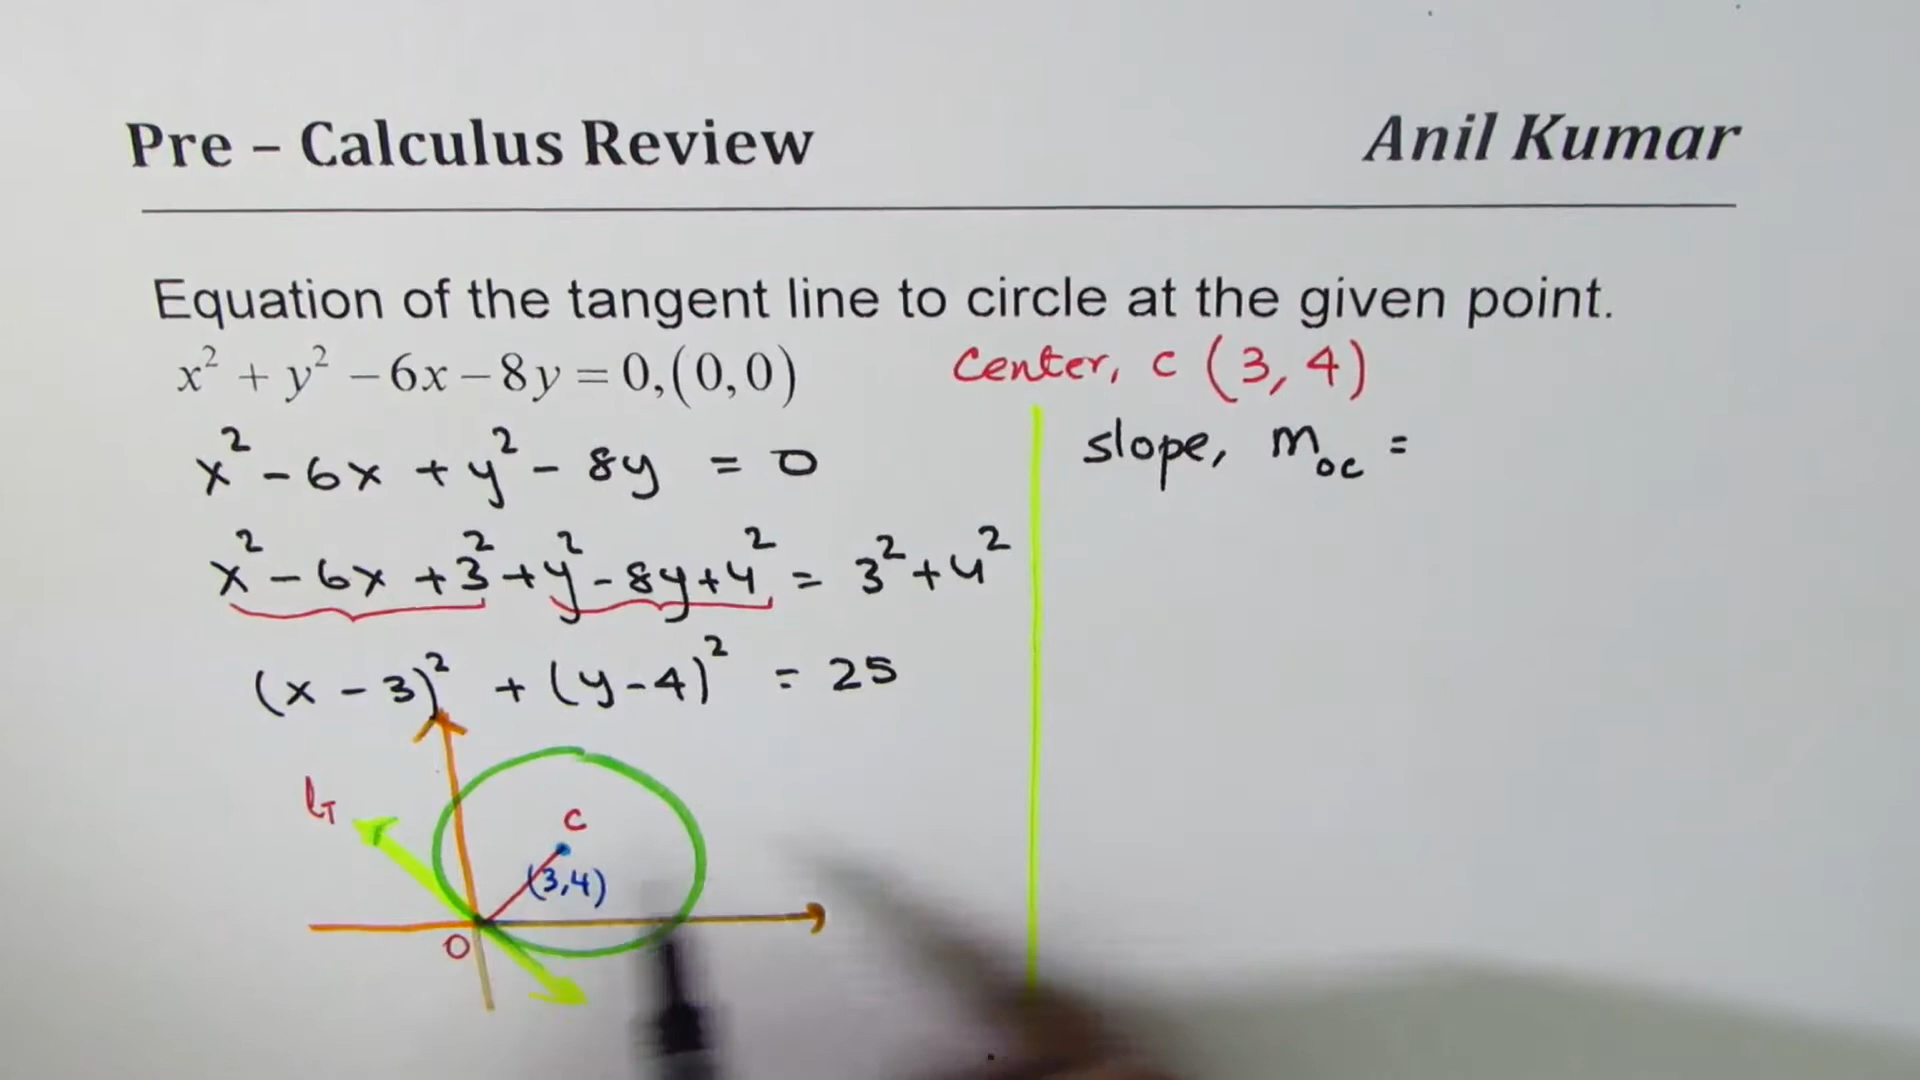 Pre – Calculus Review
Anil Kumar
Equation of the tangent line to circle at the given point.
x² + y² − 6x − 8y = 0, (0,0)
Center, C (3, 4)
x² − 6x + y² − 8y = 0
x² − 6x + 3² + y² − 8y + 4² = 3² + 4²
(x − 3)² + (y − 4)² = 25
slope, m_OC =
l_T
C
(3,4)
O